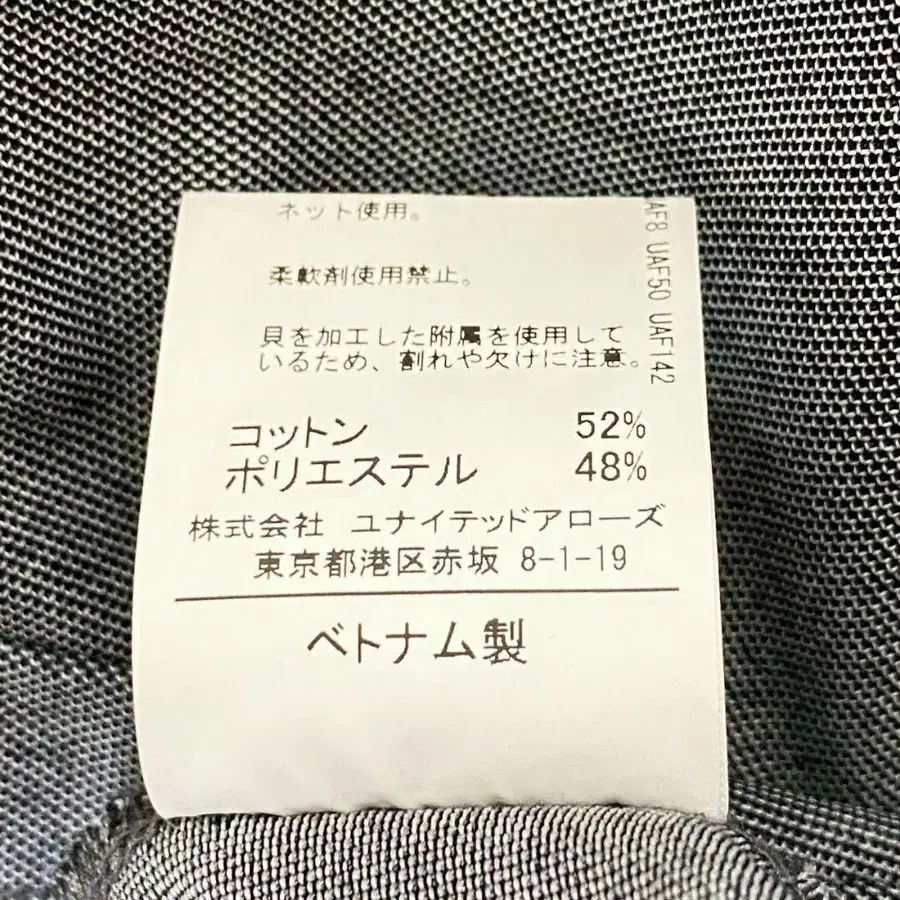 ネット使用。
柔軟剤使用禁止。
貝を加工した附属を使用して
いるため、割れや欠けに注意。
AF8 UAF50 UAF142
コットン 52%
ポリエステル 48%
株式会社 ユナイテッドアローズ
東京都港区赤坂 8-1-19
ベトナム製